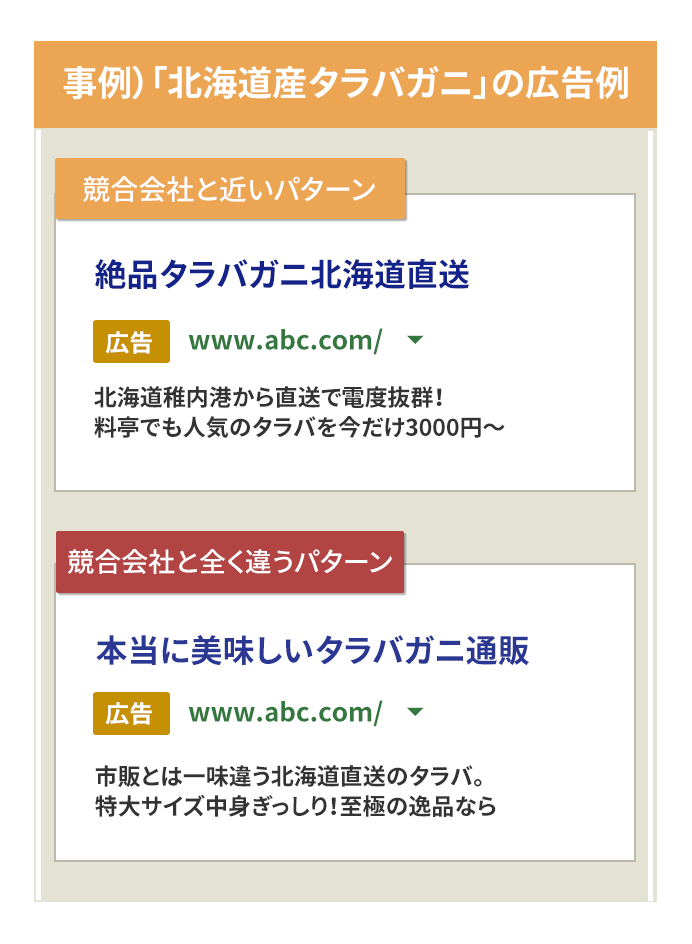 事例）「北海道産タラバガニ」の広告例
競合会社と近いパターン
絶品タラバガニ北海道直送
広告 www.abc.com/
北海道稚内港から直送で電度抜群！
料亭でも人気のタラバを今だけ3000円～
競合会社と全く違うパターン
本当に美味しいタラバガニ通販
広告 www.abc.com/
市販とは一味違う北海道直送のタラバ。
特大サイズ中身ぎっしり！至極の逸品なら